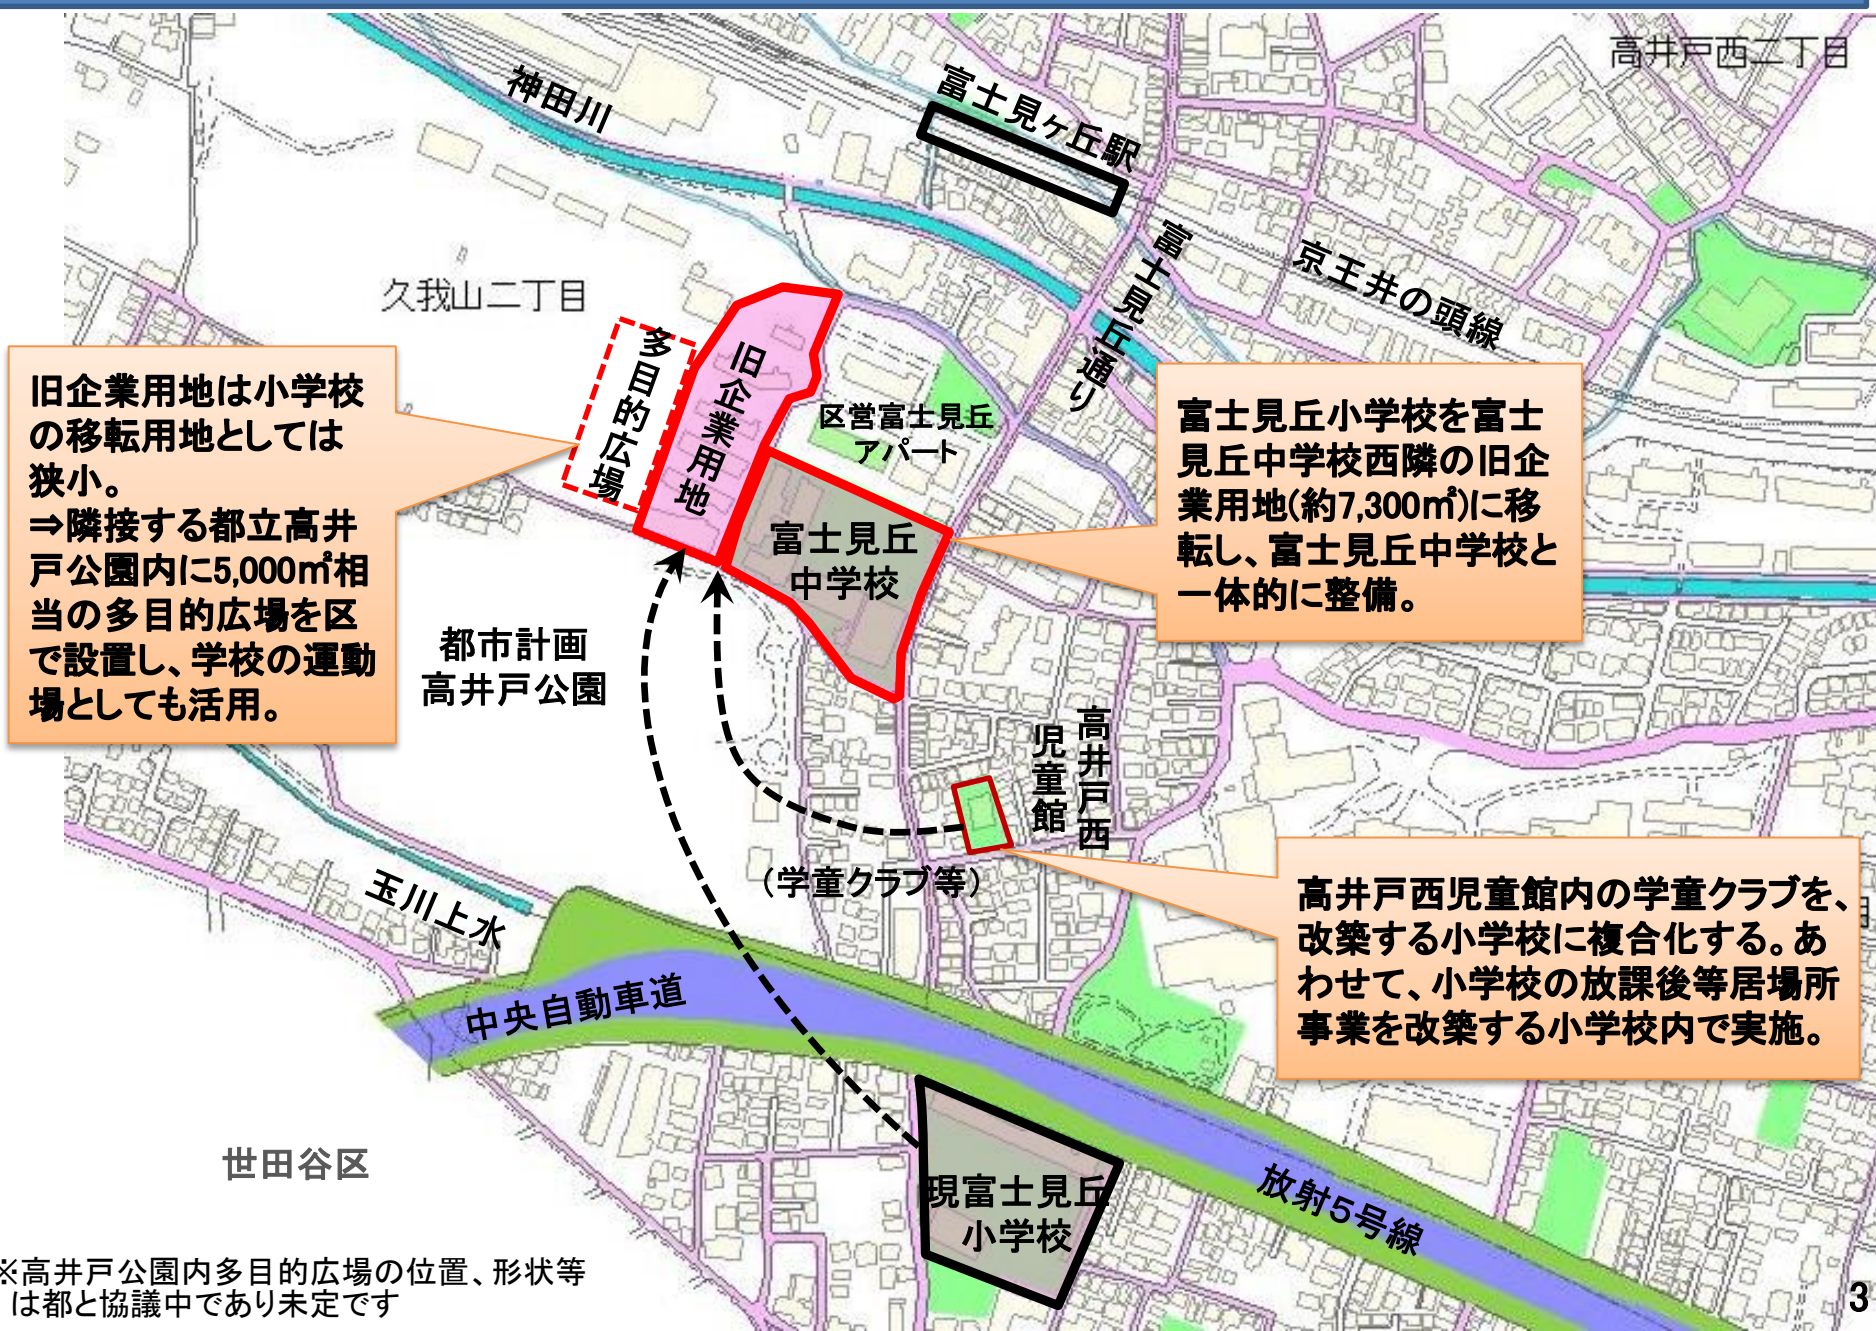 高井戸西二丁目
神田川
富士見ヶ丘駅
富士見丘通り
京王井の頭線
久我山二丁目
多目的広場
旧企業用地
区営富士見丘
アパート
旧企業用地は小学校
の移転用地としては
狭小。
⇒隣接する都立高井
戸公園内に5,000㎡相
当の多目的広場を区
で設置し、学校の運動
場としても活用。
富士見丘小学校を富士
見丘中学校西隣の旧企
業用地(約7,300㎡)に移
転し、富士見丘中学校と
一体的に整備。
富士見丘
中学校
都市計画
高井戸公園
高井戸西
児童館
(学童クラブ等)
玉川上水
中央自動車道
高井戸西児童館内の学童クラブを、
改築する小学校に複合化する。あ
わせて、小学校の放課後等居場所
事業を改築する小学校内で実施。
世田谷区
現富士見丘
小学校
放射5号線
※高井戸公園内多目的広場の位置、形状等
は都と協議中であり未定です
3